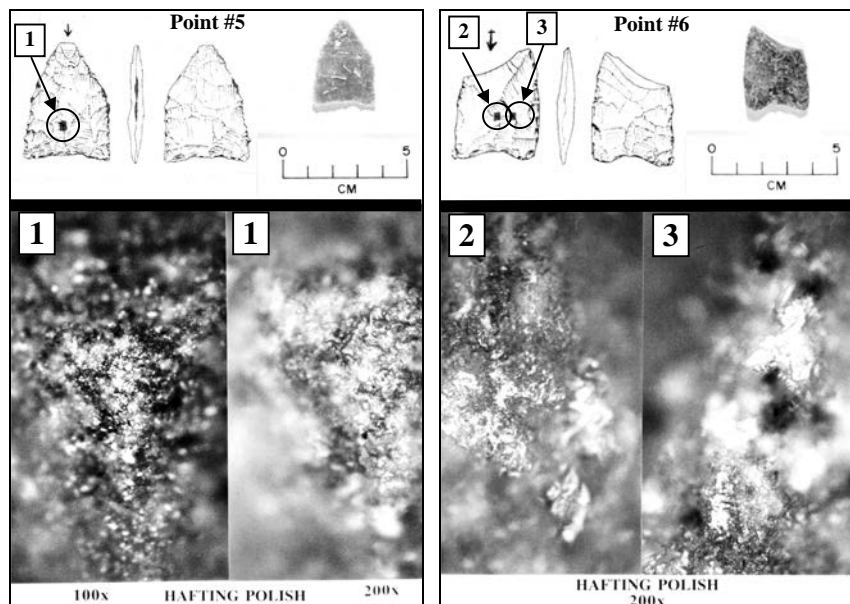 Point #5
1
0 5
CM
1 1
100x HAFTING POLISH 200x
Point #6
2 3
0 5
CM
2 3
HAFTING POLISH
200x